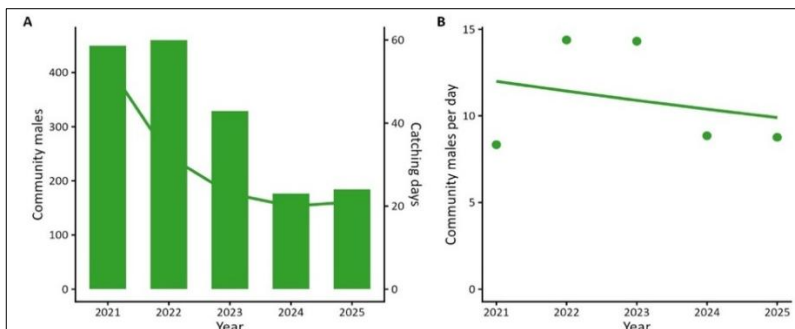 A
Community males
400
300
200
100
0
60
40
20
0
Catching days
2021 2022 2023 2024 2025
Year
B
Community males per day
15
10
5
0
2021 2022 2023 2024 2025
Year